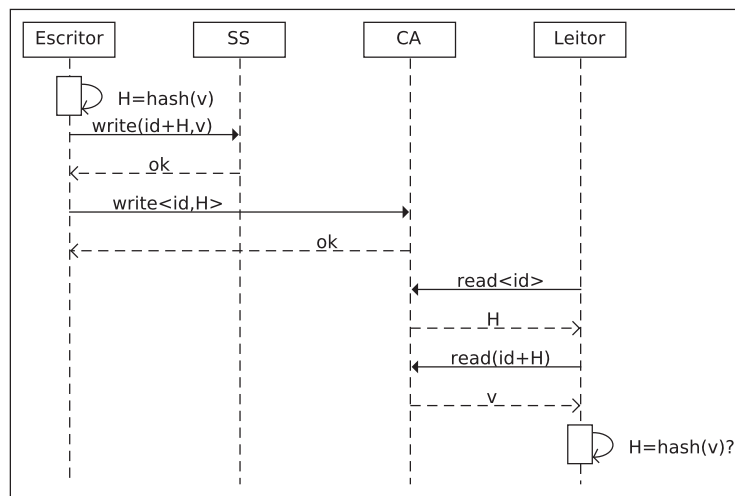 Escritor SS CA Leitor
H=hash(v)
write(id+H,v)
ok
write<id,H>
ok
read<id>
H
read(id+H)
v
H=hash(v)?